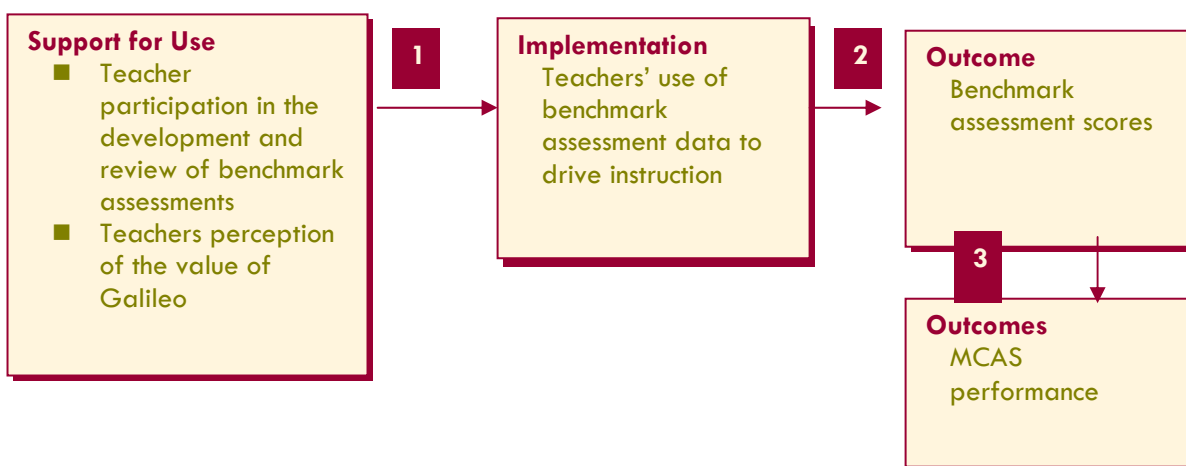 Support for Use
■ Teacher
participation in the
development and
review of benchmark
assessments
■ Teachers perception
of the value of
Galileo
1
Implementation
Teachers’ use of
benchmark
assessment data to
drive instruction
2
Outcome
Benchmark
assessment scores
3
Outcomes
MCAS
performance